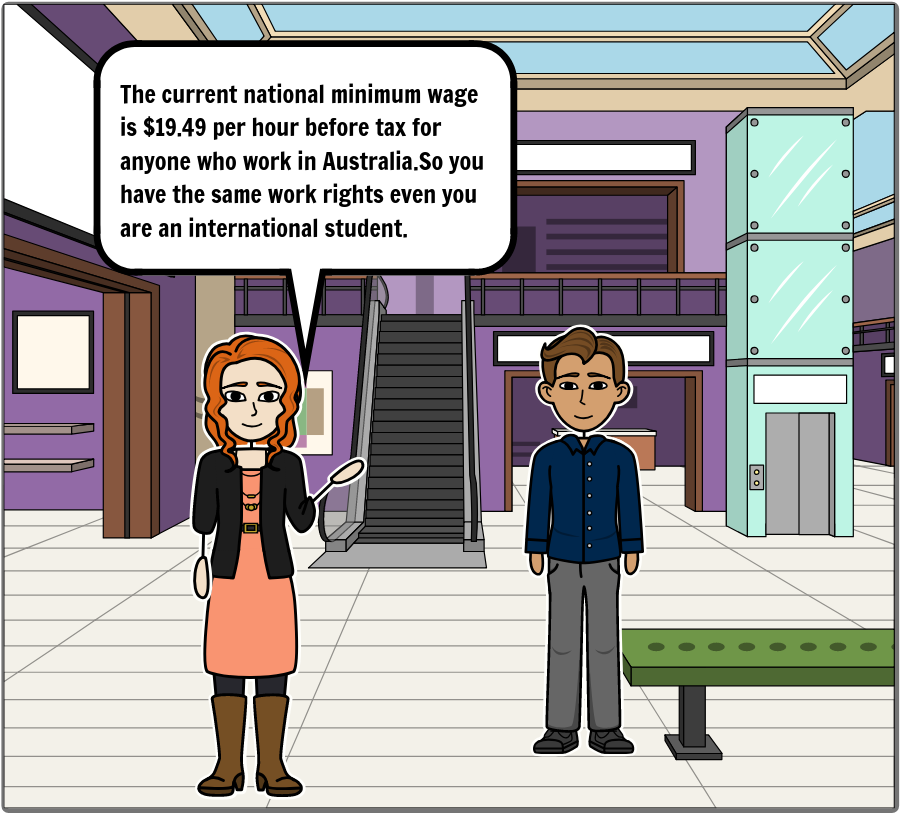 The current national minimum wage
is $19.49 per hour before tax for
anyone who work in Australia.So you
have the same work rights even you
are an international student.